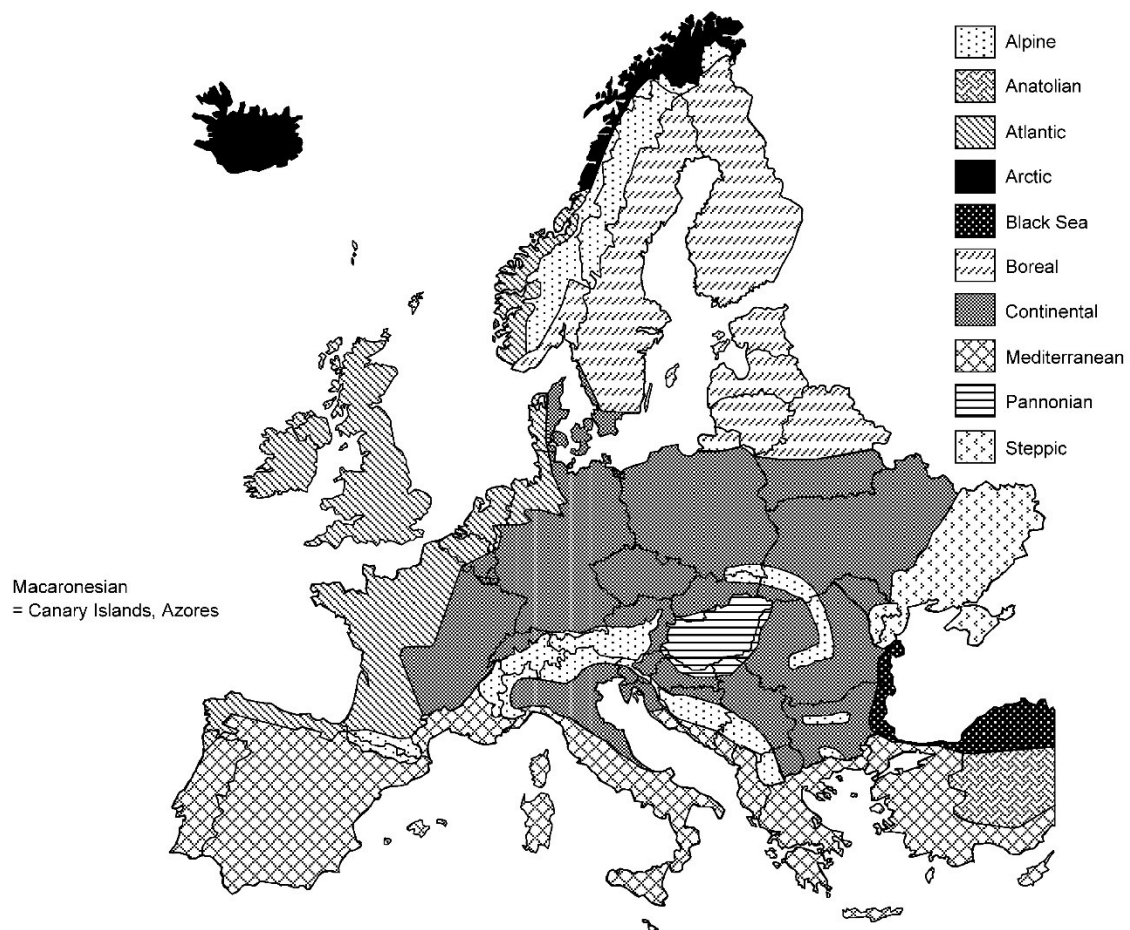 Alpine
Anatolian
Atlantic
Arctic
Black Sea
Boreal
Continental
Mediterranean
Pannonian
Steppic
Macaronesian
= Canary Islands, Azores